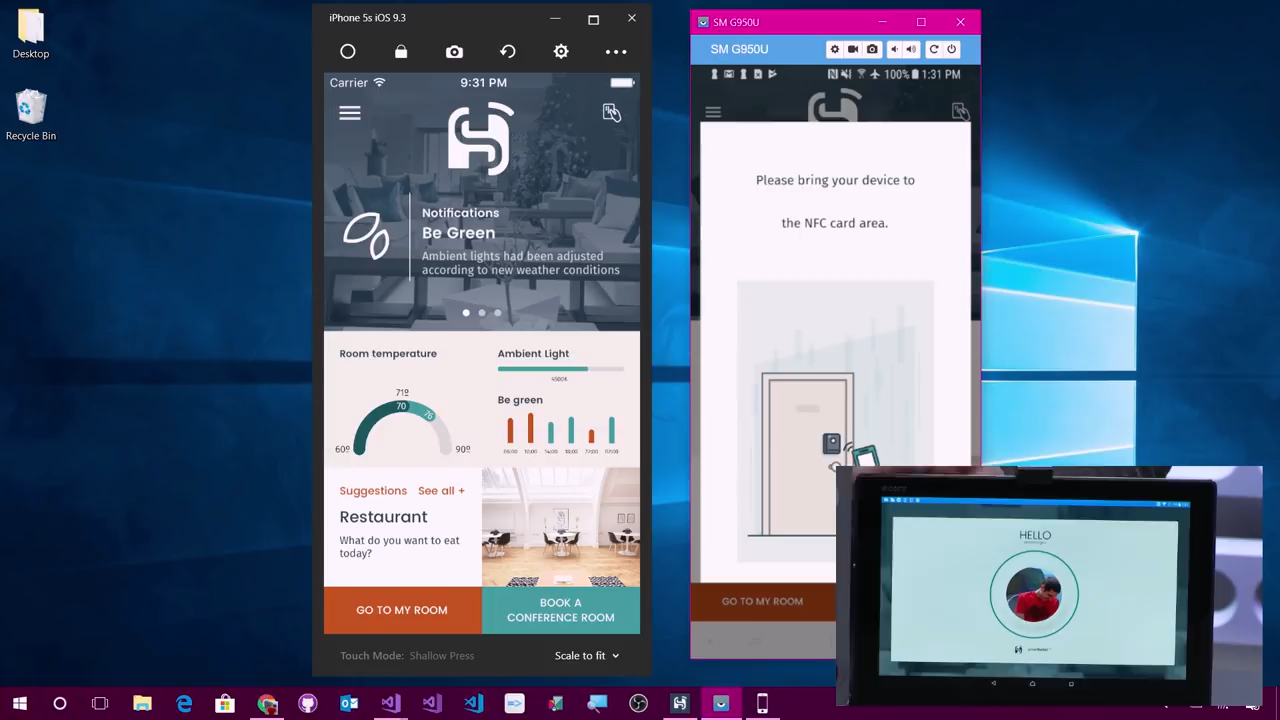 Desktop
Recycle Bin
iPhone 5s iOS 9.3
Carrier
9:31 PM
Notifications
Be Green
Ambient lights had been adjusted
according to new weather conditions
Room temperature
71º
70
76
60º
90º
Ambient Light
4500K
Be green
Suggestions See all +
Restaurant
What do you want to eat
today?
GO TO MY ROOM
BOOK A
CONFERENCE ROOM
Touch Mode: Shallow Press
Scale to fit
SM G950U
SM G950U
100% 1:31 PM
Please bring your device to
the NFC card area.
GO TO MY ROOM
SONY
HELLO